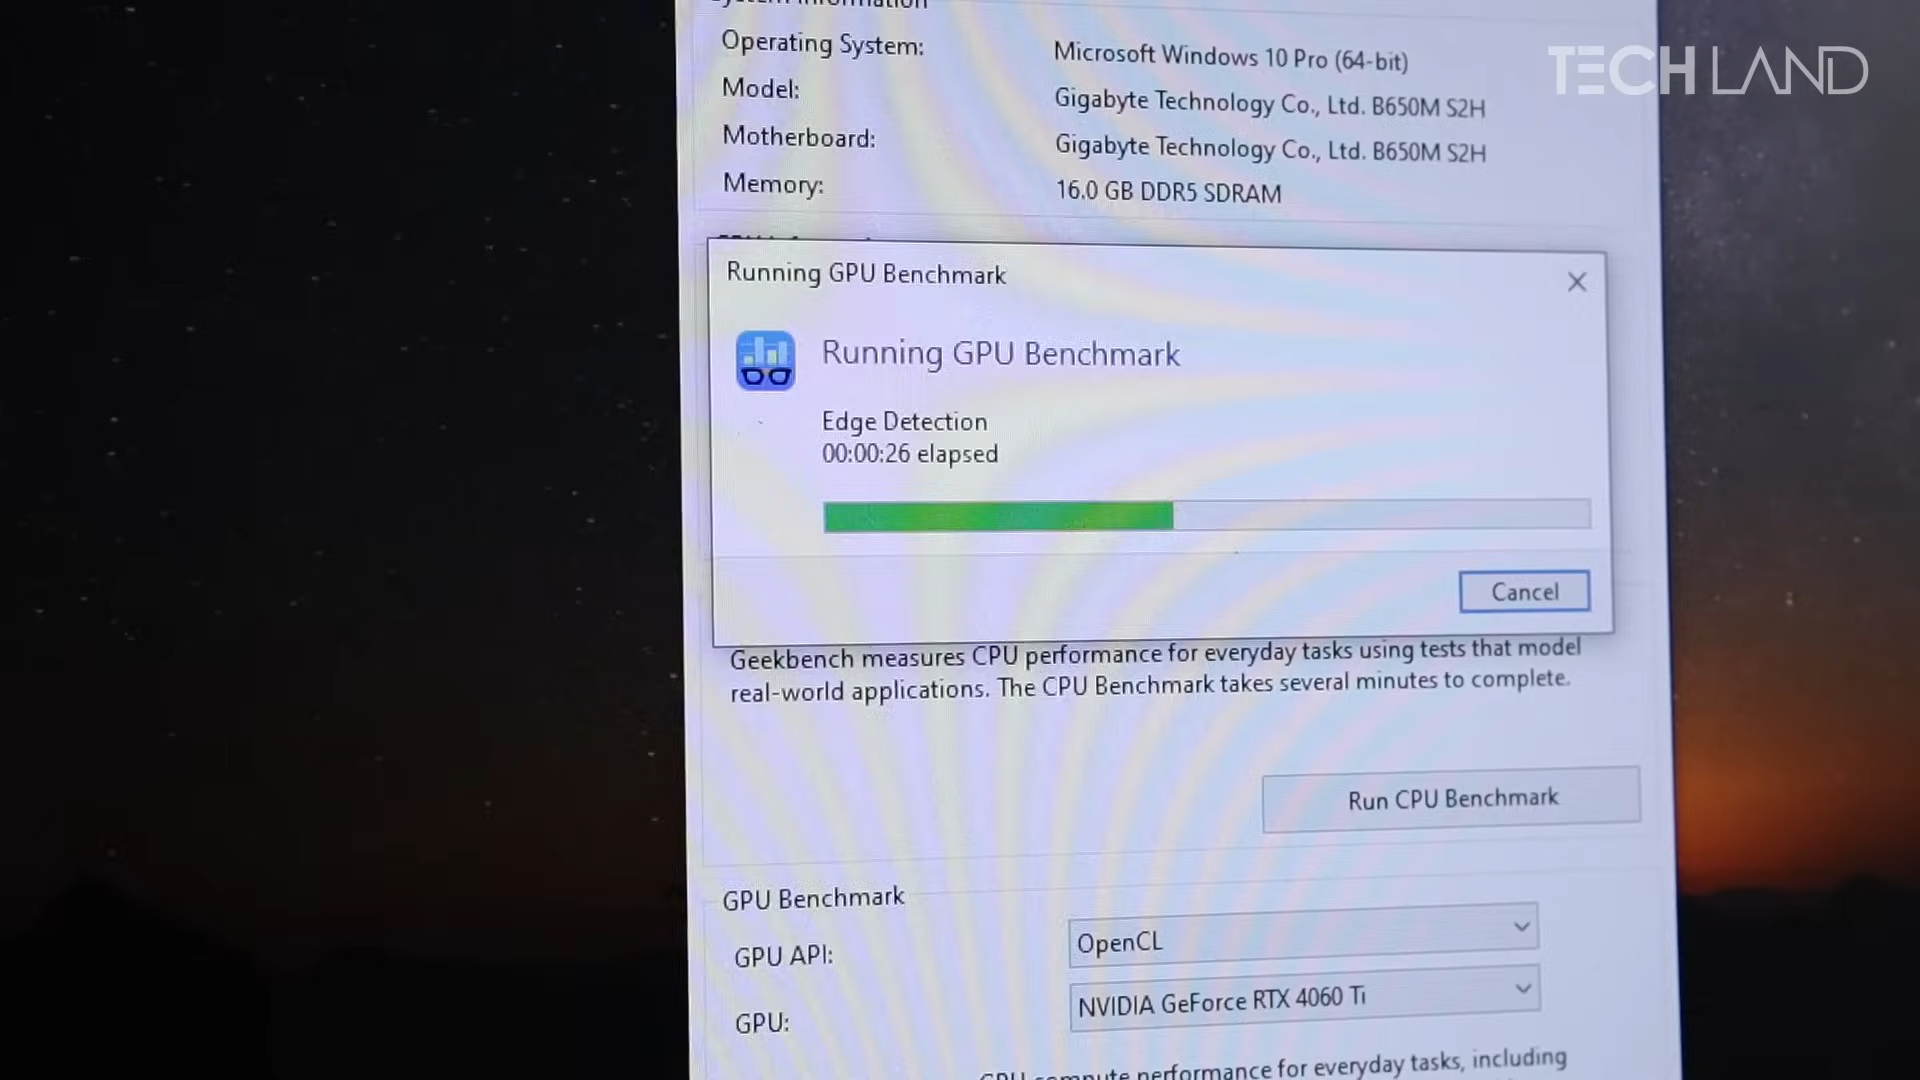 System Information
TECHLAND
Operating System: Microsoft Windows 10 Pro (64-bit)
Model: Gigabyte Technology Co., Ltd. B650M S2H
Motherboard: Gigabyte Technology Co., Ltd. B650M S2H
Memory: 16.0 GB DDR5 SDRAM
Running GPU Benchmark
Running GPU Benchmark
Edge Detection
00:00:26 elapsed
Cancel
Geekbench measures CPU performance for everyday tasks using tests that model
real-world applications. The CPU Benchmark takes several minutes to complete.
Run CPU Benchmark
GPU Benchmark
GPU API: OpenCL
GPU: NVIDIA GeForce RTX 4060 Ti
GPU compute performance for everyday tasks, including